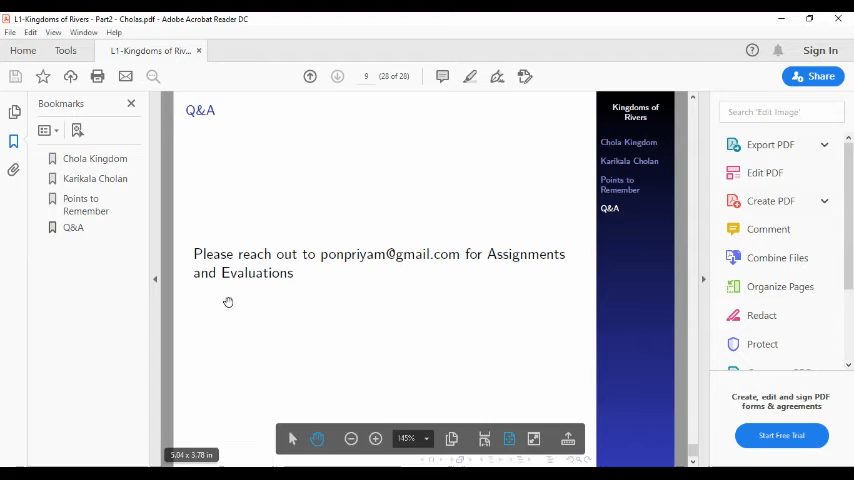 L1-Kingdoms of Rivers - Part2 - Cholas.pdf - Adobe Acrobat Reader DC
File Edit View Window Help
Home Tools L1-Kingdoms of Riv... × Sign In
9 (28 of 28) Share
Bookmarks
Chola Kingdom
Karikala Cholan
Points to
Remember
Q&A
Q&A
Please reach out to ponpriyam@gmail.com for Assignments
and Evaluations
Kingdoms of
Rivers
Chola Kingdom
Karikala Cholan
Points to
Remember
Q&A
145%
5.04 x 3.78 in
Search 'Edit Image'
Export PDF
Edit PDF
Create PDF
Comment
Combine Files
Organize Pages
Redact
Protect
Create, edit and sign PDF
forms & agreements
Start Free Trial